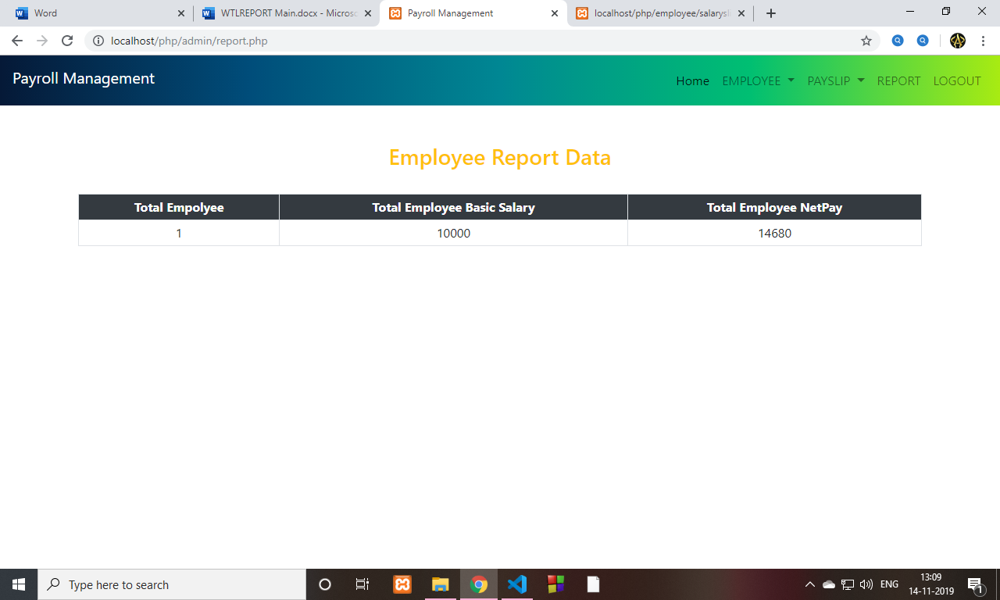 Word
WTLREPORT Main.docx - Microsc
Payroll Management
localhost/php/employee/salarysl
localhost/php/admin/report.php
Payroll Management
Home EMPLOYEE PAYSLIP REPORT LOGOUT
Employee Report Data
Total Empolyee Total Employee Basic Salary Total Employee NetPay
1 10000 14680
Type here to search
ENG
13:09
14-11-2019
1